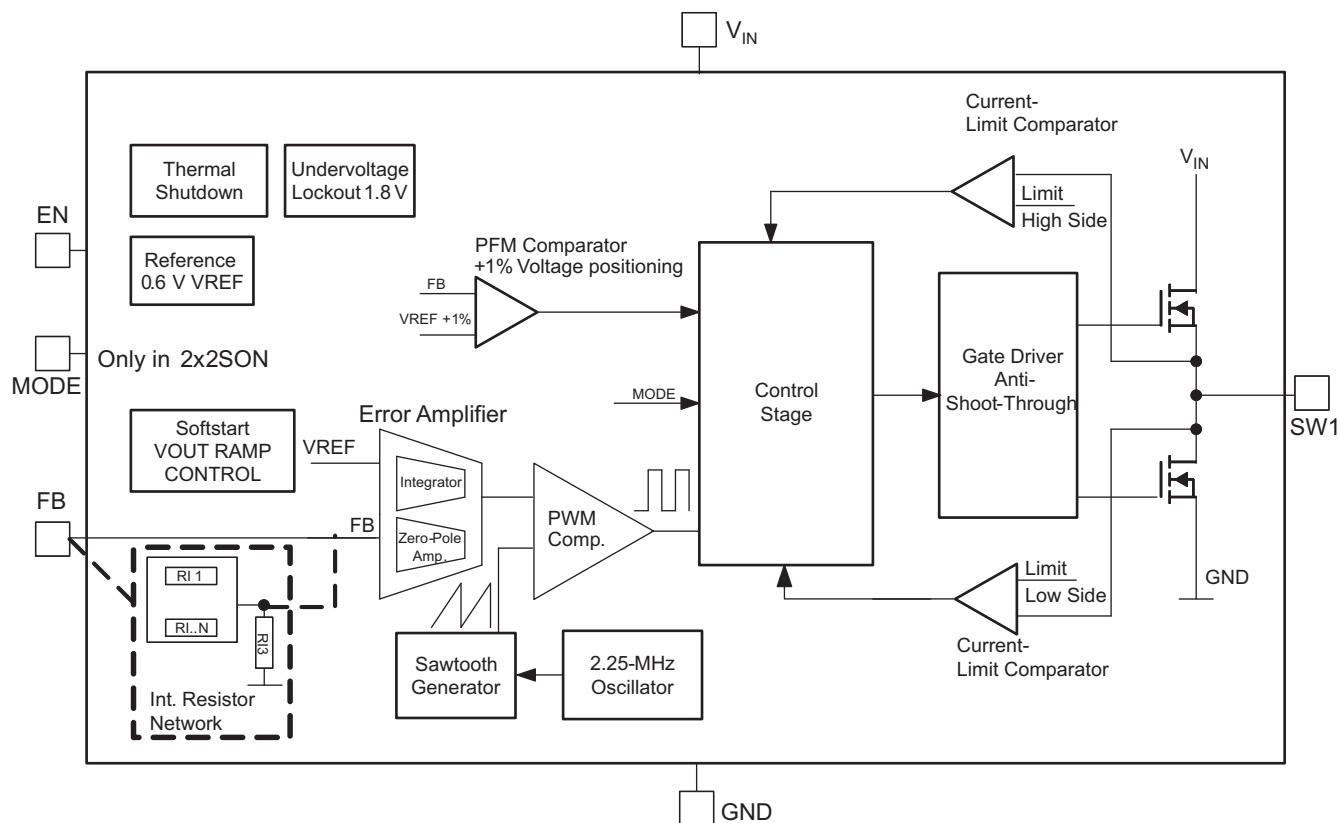 VIN
Current-
Limit Comparator
Thermal
Shutdown
Undervoltage
Lockout 1.8 V
VIN
Limit
High Side
EN
Reference
0.6 V VREF
PFM Comparator
+1% Voltage positioning
FB
VREF +1%
MODE
Only in 2x2SON
Control
Stage
Gate Driver
Anti-
Shoot-Through
MODE
SW1
Error Amplifier
Softstart
VOUT RAMP
CONTROL
VREF
Integrator
FB
FB
Zero-Pole
Amp.
PWM
Comp.
Limit
Low Side
GND
RI 1
RI..N
RI3
Int. Resistor
Network
Sawtooth
Generator
2.25-MHz
Oscillator
Current-
Limit Comparator
GND